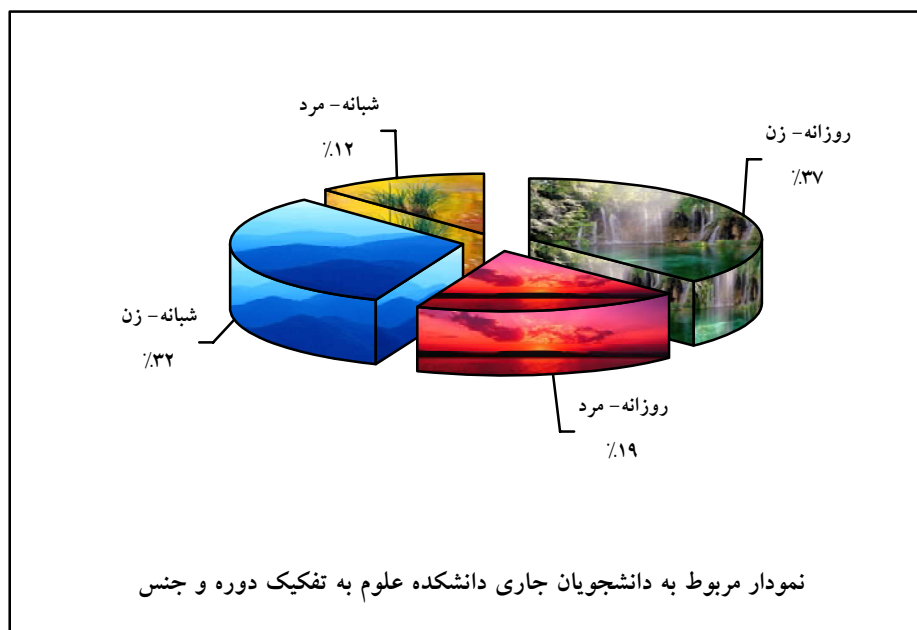 شبانه- مرد
٪۱۲
روزانه- زن
٪۳۷
شبانه- زن
٪۳۲
روزانه- مرد
٪۱۹
نمودار مربوط به دانشجویان جاری دانشکده علوم به تفکیک دوره و جنس